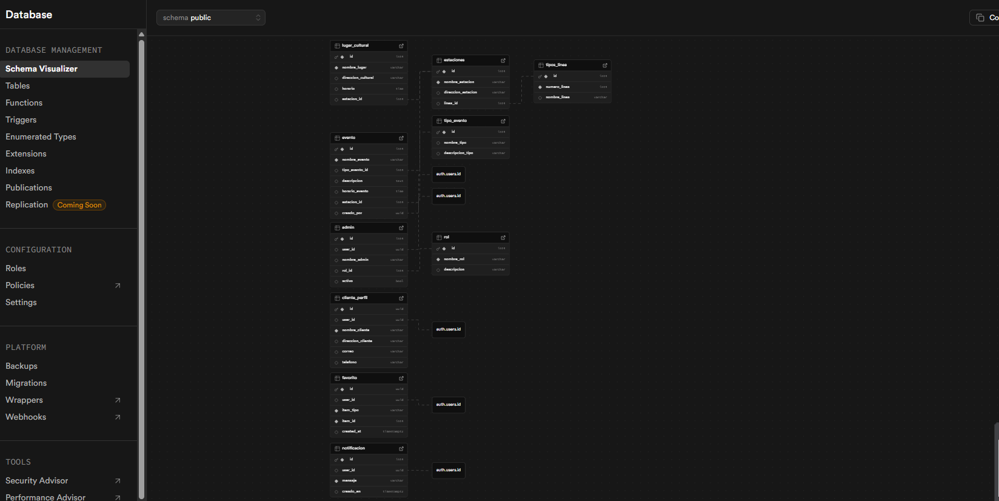 Database
DATABASE MANAGEMENT
Schema Visualizer
Tables
Functions
Triggers
Enumerated Types
Extensions
Indexes
Publications
Replication Coming Soon
CONFIGURATION
Roles
Policies
Settings
PLATFORM
Backups
Migrations
Wrappers
Webhooks
TOOLS
Security Advisor
Performance Advisor
schema public
Co
lugar_cultural
id int4
nombre_lugar varchar
direccion_cultural varchar
horario time
estacion_id int4
evento
id int4
nombre_evento varchar
tipo_evento_id int4
descripcion text
horario_evento time
estacion_id int4
creado_por uuid
admin
id int4
user_id uuid
nombre_admin varchar
rol_id int4
activo bool
cliente_perfil
id uuid
user_id uuid
nombre_cliente varchar
direccion_cliente varchar
correo varchar
telefono varchar
favorito
id uuid
user_id uuid
item_tipo varchar
item_id int4
created_at timestamptz
notificacion
id int4
user_id uuid
mensaje varchar
creado_en timestamptz
estaciones
id int4
nombre_estacion varchar
direccion_estacion varchar
linea_id int4
tipo_evento
id int4
nombre_tipo varchar
descripcion_tipo varchar
auth.users.id
auth.users.id
rol
id int4
nombre_rol varchar
descripcion varchar
auth.users.id
auth.users.id
auth.users.id
tipos_linea
id int4
numero_linea int4
nombre_linea varchar